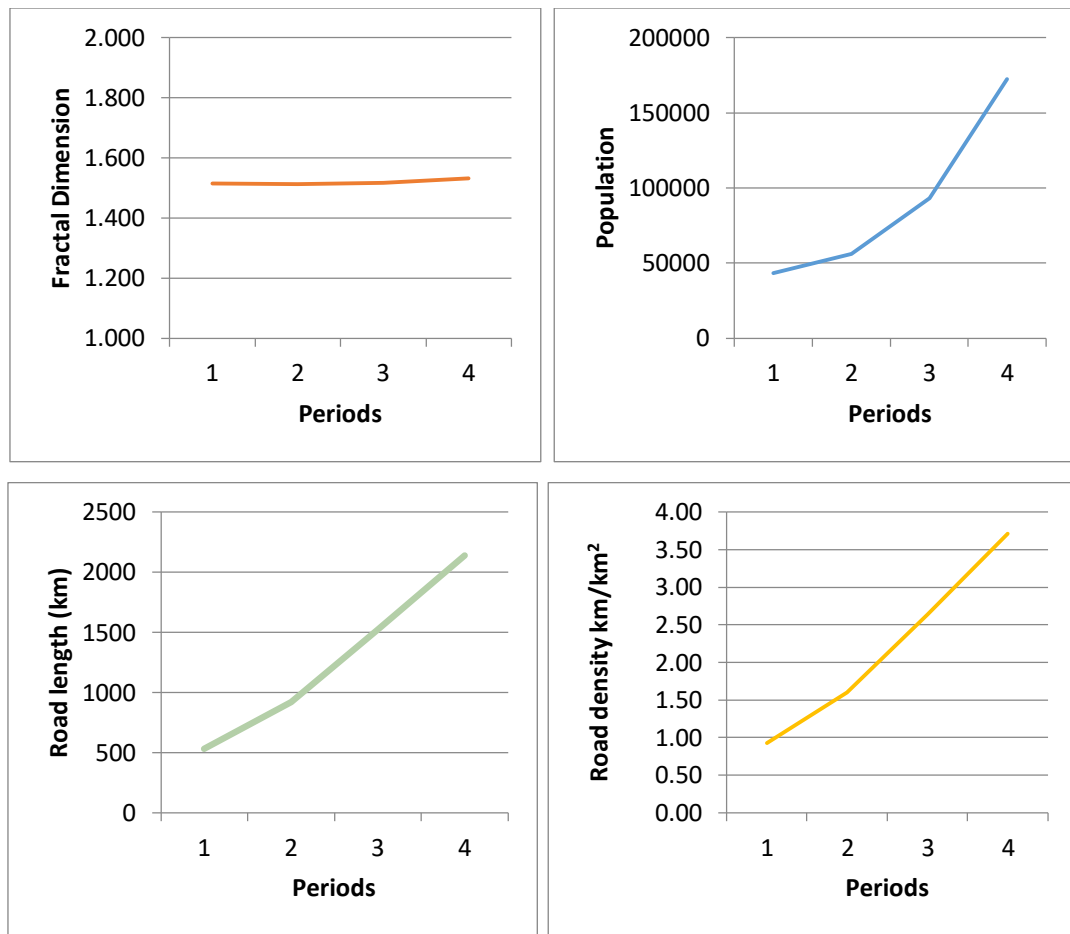 Fractal Dimension
2.000
1.800
1.600
1.400
1.200
1.000
1 2 3 4
Periods
Population
200000
150000
100000
50000
0
1 2 3 4
Periods
Road length (km)
2500
2000
1500
1000
500
0
1 2 3 4
Periods
Road density km/km²
4.00
3.50
3.00
2.50
2.00
1.50
1.00
0.50
0.00
1 2 3 4
Periods